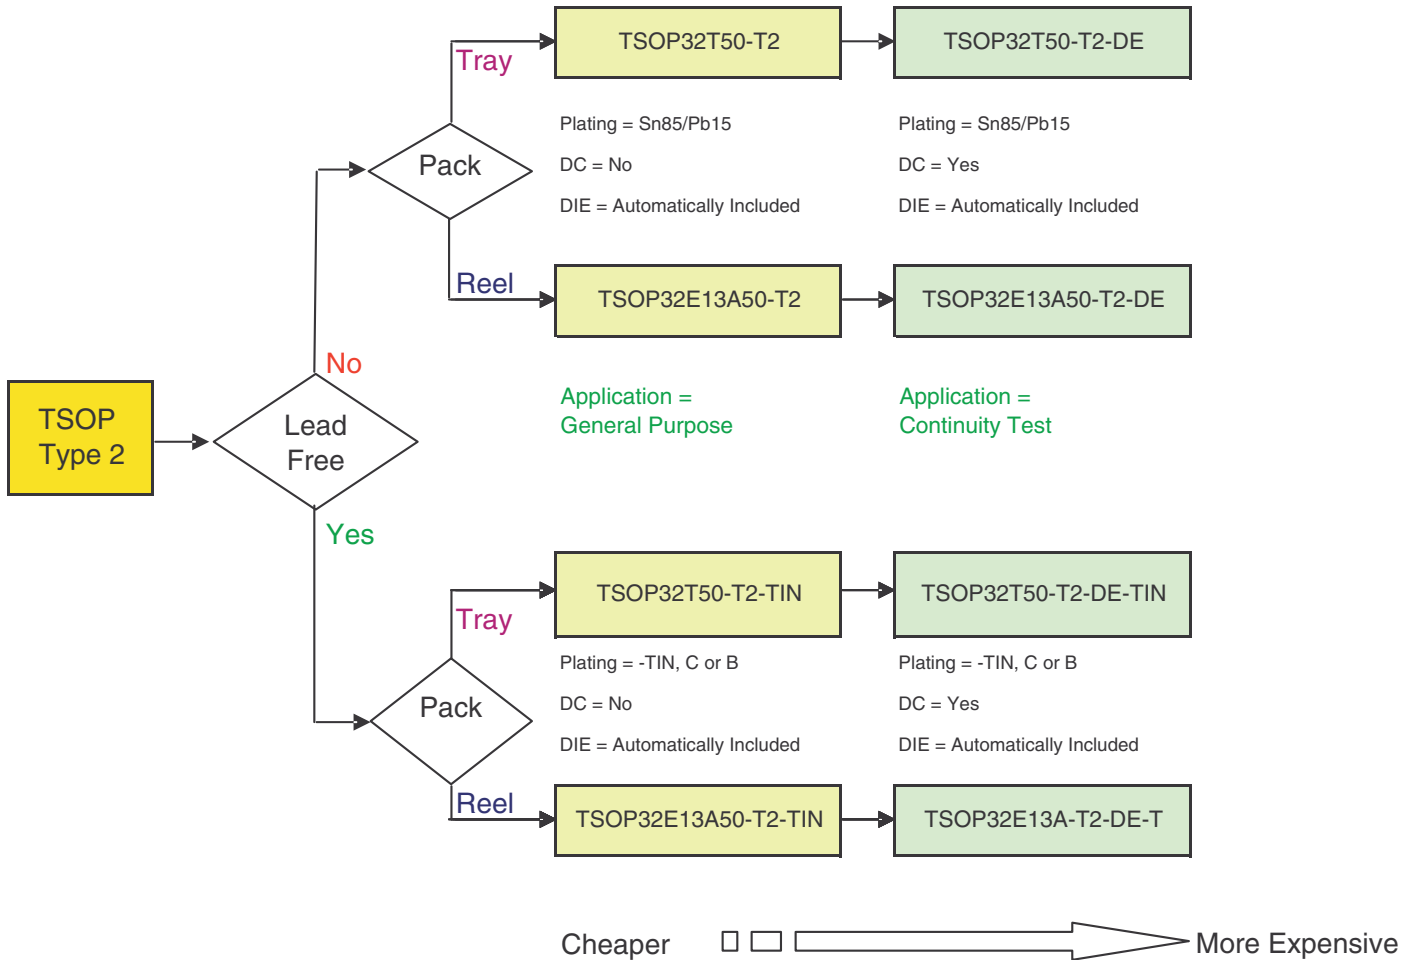 TSOP32T50-T2
TSOP32T50-T2-DE
Tray
Plating = Sn85/Pb15
Plating = Sn85/Pb15
Pack
DC = No
DC = Yes
DIE = Automatically Included
DIE = Automatically Included
Reel
TSOP32E13A50-T2
TSOP32E13A50-T2-DE
No
TSOP
Type 2
Lead
Free
Application =
General Purpose
Application =
Continuity Test
Yes
TSOP32T50-T2-TIN
TSOP32T50-T2-DE-TIN
Tray
Plating = -TIN, C or B
Plating = -TIN, C or B
Pack
DC = No
DC = Yes
DIE = Automatically Included
DIE = Automatically Included
Reel
TSOP32E13A50-T2-TIN
TSOP32E13A-T2-DE-T
Cheaper
More Expensive